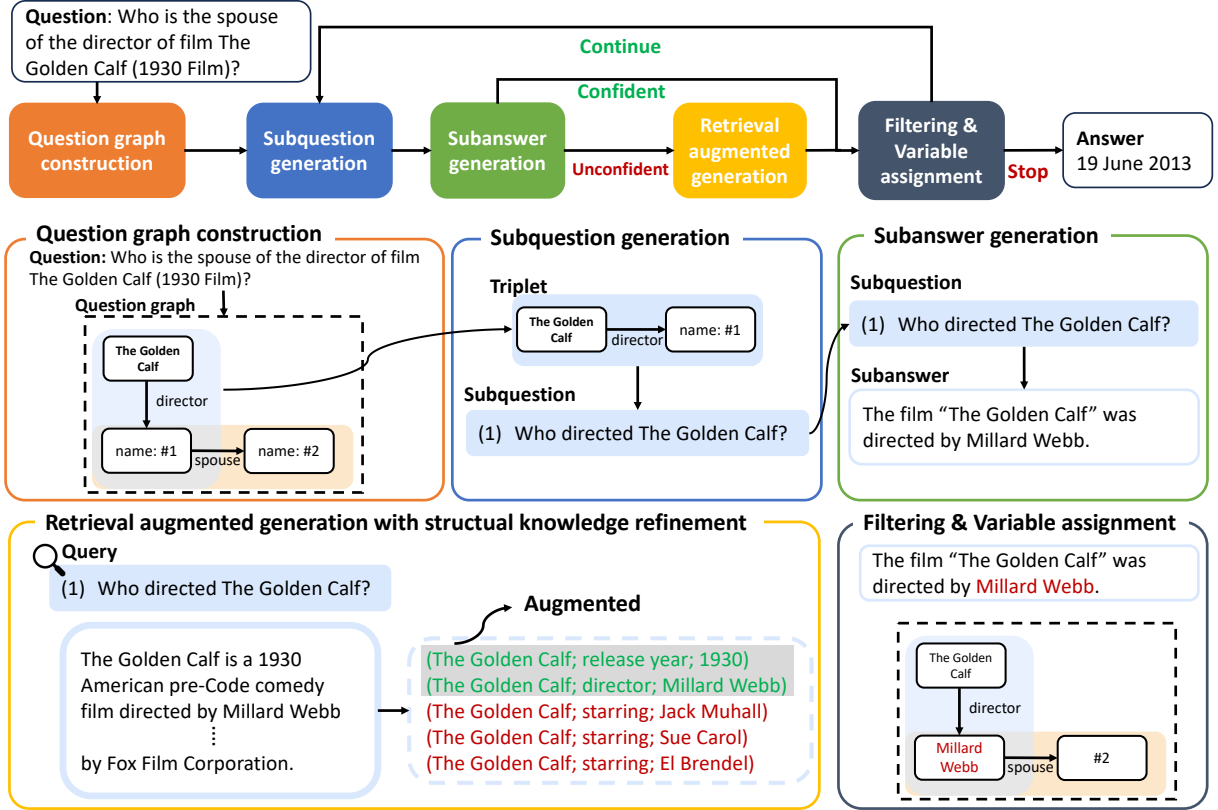 Question: Who is the spouse
of the director of film The
Golden Calf (1930 Film)?
Continue
Confident
Question graph
construction
Subquestion
generation
Subanswer
generation
Unconfident
Retrieval
augmented
generation
Filtering &
Variable
assignment
Stop
Answer
19 June 2013
Question graph construction
Question: Who is the spouse of the director of film
The Golden Calf (1930 Film)?
Question graph
The Golden
Calf
director
name: #1
spouse
name: #2
Subquestion generation
Triplet
The Golden
Calf
director
name: #1
Subquestion
(1) Who directed The Golden Calf?
Subanswer generation
Subquestion
(1) Who directed The Golden Calf?
Subanswer
The film “The Golden Calf” was
directed by Millard Webb.
Retrieval augmented generation with structual knowledge refinement
Query
(1) Who directed The Golden Calf?
The Golden Calf is a 1930
American pre-Code comedy
film directed by Millard Webb
⋮
by Fox Film Corporation.
Augmented
(The Golden Calf; release year; 1930)
(The Golden Calf; director; Millard Webb)
(The Golden Calf; starring; Jack Muhall)
(The Golden Calf; starring; Sue Carol)
(The Golden Calf; starring; El Brendel)
Filtering & Variable assignment
The film “The Golden Calf” was
directed by Millard Webb.
The Golden
Calf
director
Millard
Webb
spouse
#2